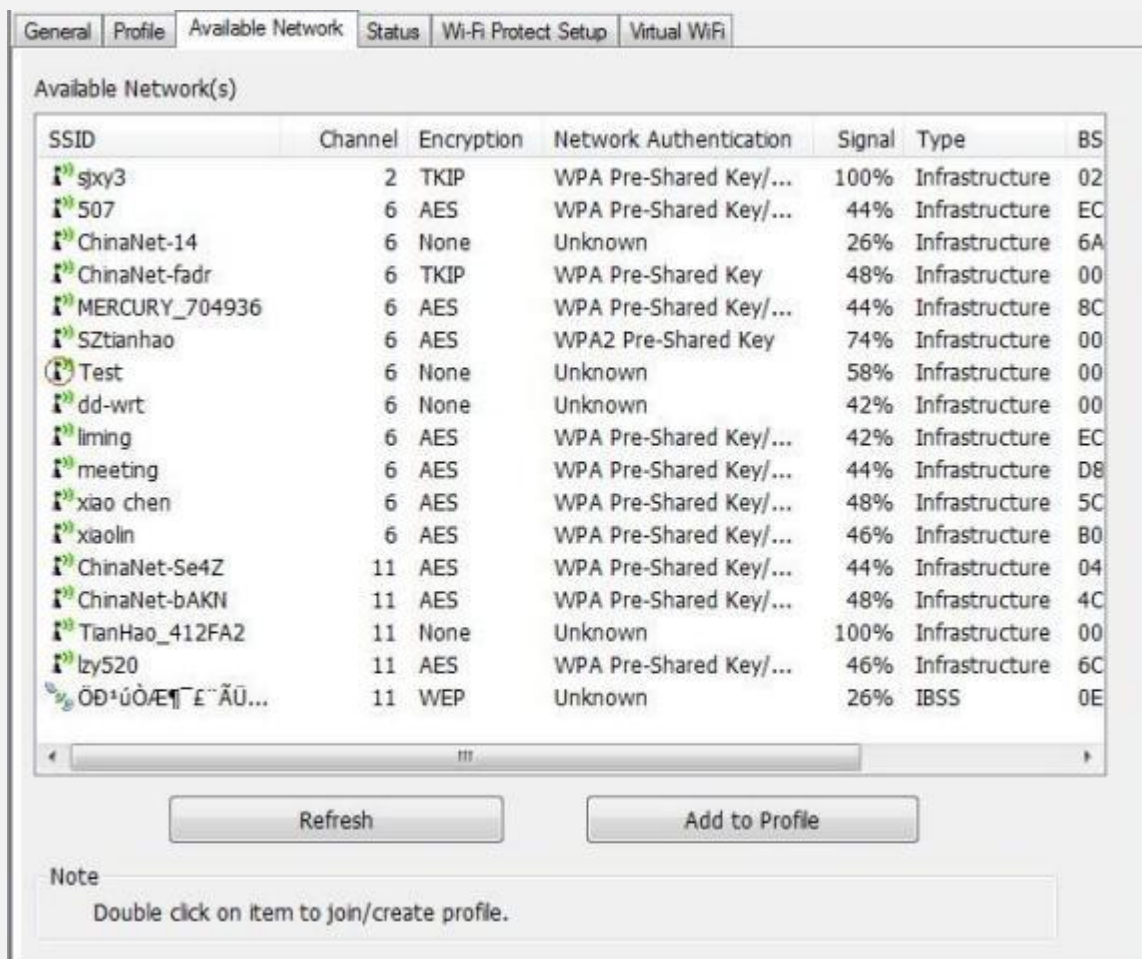 General Profile Available Network Status Wi-Fi Protect Setup Virtual WiFi
Available Network(s)
SSID Channel Encryption Network Authentication Signal Type BS
sjxy3 2 TKIP WPA Pre-Shared Key/... 100% Infrastructure 02
507 6 AES WPA Pre-Shared Key/... 44% Infrastructure EC
ChinaNet-14 6 None Unknown 26% Infrastructure 6A
ChinaNet-fadr 6 TKIP WPA Pre-Shared Key 48% Infrastructure 00
MERCURY_704936 6 AES WPA Pre-Shared Key/... 44% Infrastructure 8C
SZtianhao 6 AES WPA2 Pre-Shared Key 74% Infrastructure 00
Test 6 None Unknown 58% Infrastructure 00
dd-wrt 6 None Unknown 42% Infrastructure 00
liming 6 AES WPA Pre-Shared Key/... 42% Infrastructure EC
meeting 6 AES WPA Pre-Shared Key/... 44% Infrastructure D8
xiao chen 6 AES WPA Pre-Shared Key/... 48% Infrastructure 5C
xiaolin 6 AES WPA Pre-Shared Key/... 46% Infrastructure B0
ChinaNet-Se4Z 11 AES WPA Pre-Shared Key/... 44% Infrastructure 04
ChinaNet-bAKN 11 AES WPA Pre-Shared Key/... 48% Infrastructure 4C
TianHao_412FA2 11 None Unknown 100% Infrastructure 00
lzy520 11 AES WPA Pre-Shared Key/... 46% Infrastructure 6C
ÖÐ¹úÒÆ¶¯£¨ÃÜ... 11 WEP Unknown 26% IBSS 0E
Refresh Add to Profile
Note
Double click on item to join/create profile.